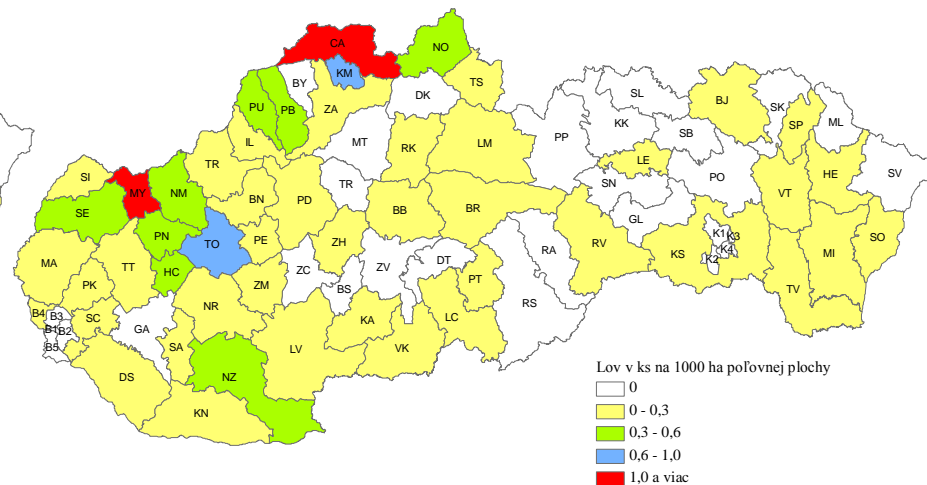 CA
NO
KM
BY
TS
DK
PU
PB
ZA
BJ
SL
SK
SP
ML
KK
SB
PP
IL
MT
RK
LM
TR
LE
PO
HE
SV
SI
MY
NM
BN
TR
PD
SN
VT
SE
BB
BR
GL
PN
TO
PE
ZH
K1
K3
K4
K2
RA
RV
KS
SO
MA
TT
HC
ZC
ZV
DT
MI
PK
ZM
BS
PT
TV
B4
B3
SC
NR
RS
B1
B2
GA
KA
LC
B5
SA
LV
VK
DS
NZ
KN
Lov v ks na 1000 ha poľovnej plochy
0
0 - 0,3
0,3 - 0,6
0,6 - 1,0
1,0 a viac